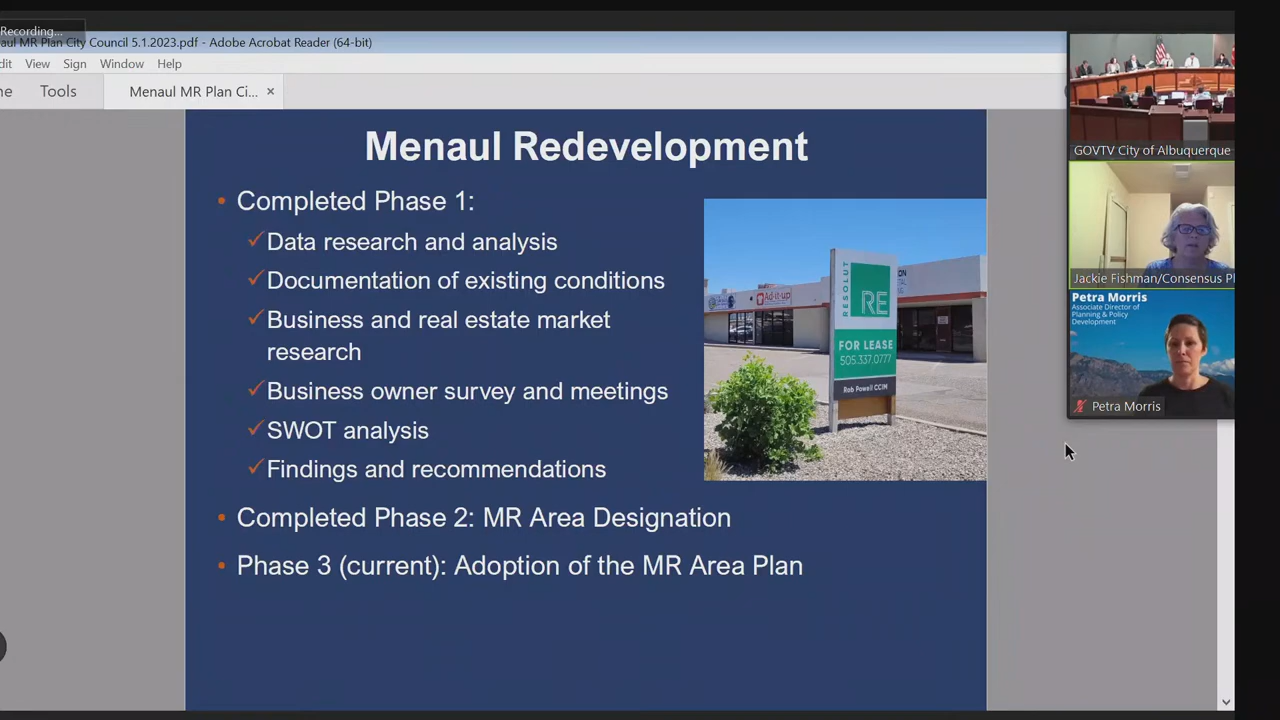 Recording...
aul MR Plan City Council 5.1.2023.pdf - Adobe Acrobat Reader (64-bit)
dit View Sign Window Help
ne Tools Menaul MR Plan Ci... ×
Menaul Redevelopment
• Completed Phase 1:
✓Data research and analysis
✓Documentation of existing conditions
✓Business and real estate market
research
✓Business owner survey and meetings
✓SWOT analysis
✓Findings and recommendations
• Completed Phase 2: MR Area Designation
• Phase 3 (current): Adoption of the MR Area Plan
RESOLUT
RE
FOR LEASE
505.337.0777
Rob Powell CCIM
Ad-it-up
GOVTV City of Albuquerque
Jackie Fishman/Consensus Pl
Petra Morris
Associate Director of
Planning & Policy
Development
Petra Morris